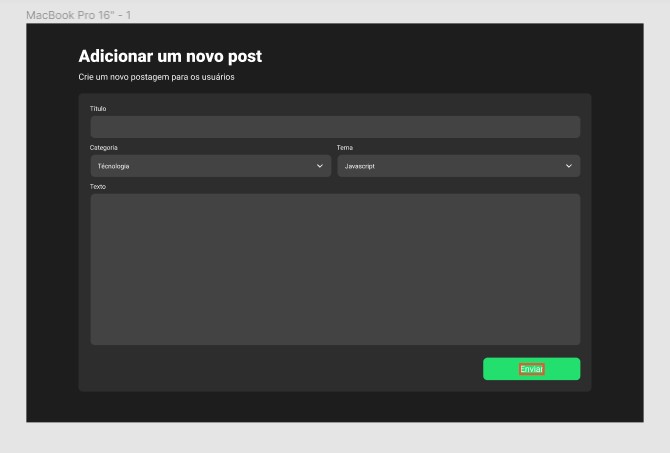 MacBook Pro 16" - 1
Adicionar um novo post
Crie um novo postagem para os usuários
Título
Categoria Tema
Técnologia Javascript
Texto
Enviar